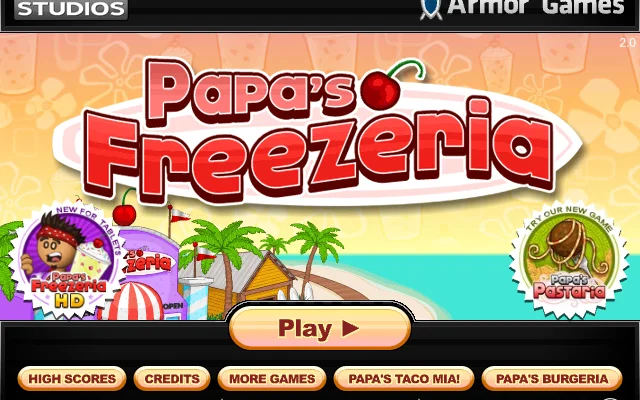 STUDIOS
Armor Games
2.0
Papa's
Freezeria
NEW FOR TABLETS
Papa's
Freezeria
HD
OPEN
TRY OUR NEW GAME
Papa's
Pastaria
Play
HIGH SCORES
CREDITS
MORE GAMES
PAPA'S TACO MIA!
PAPA'S BURGERIA